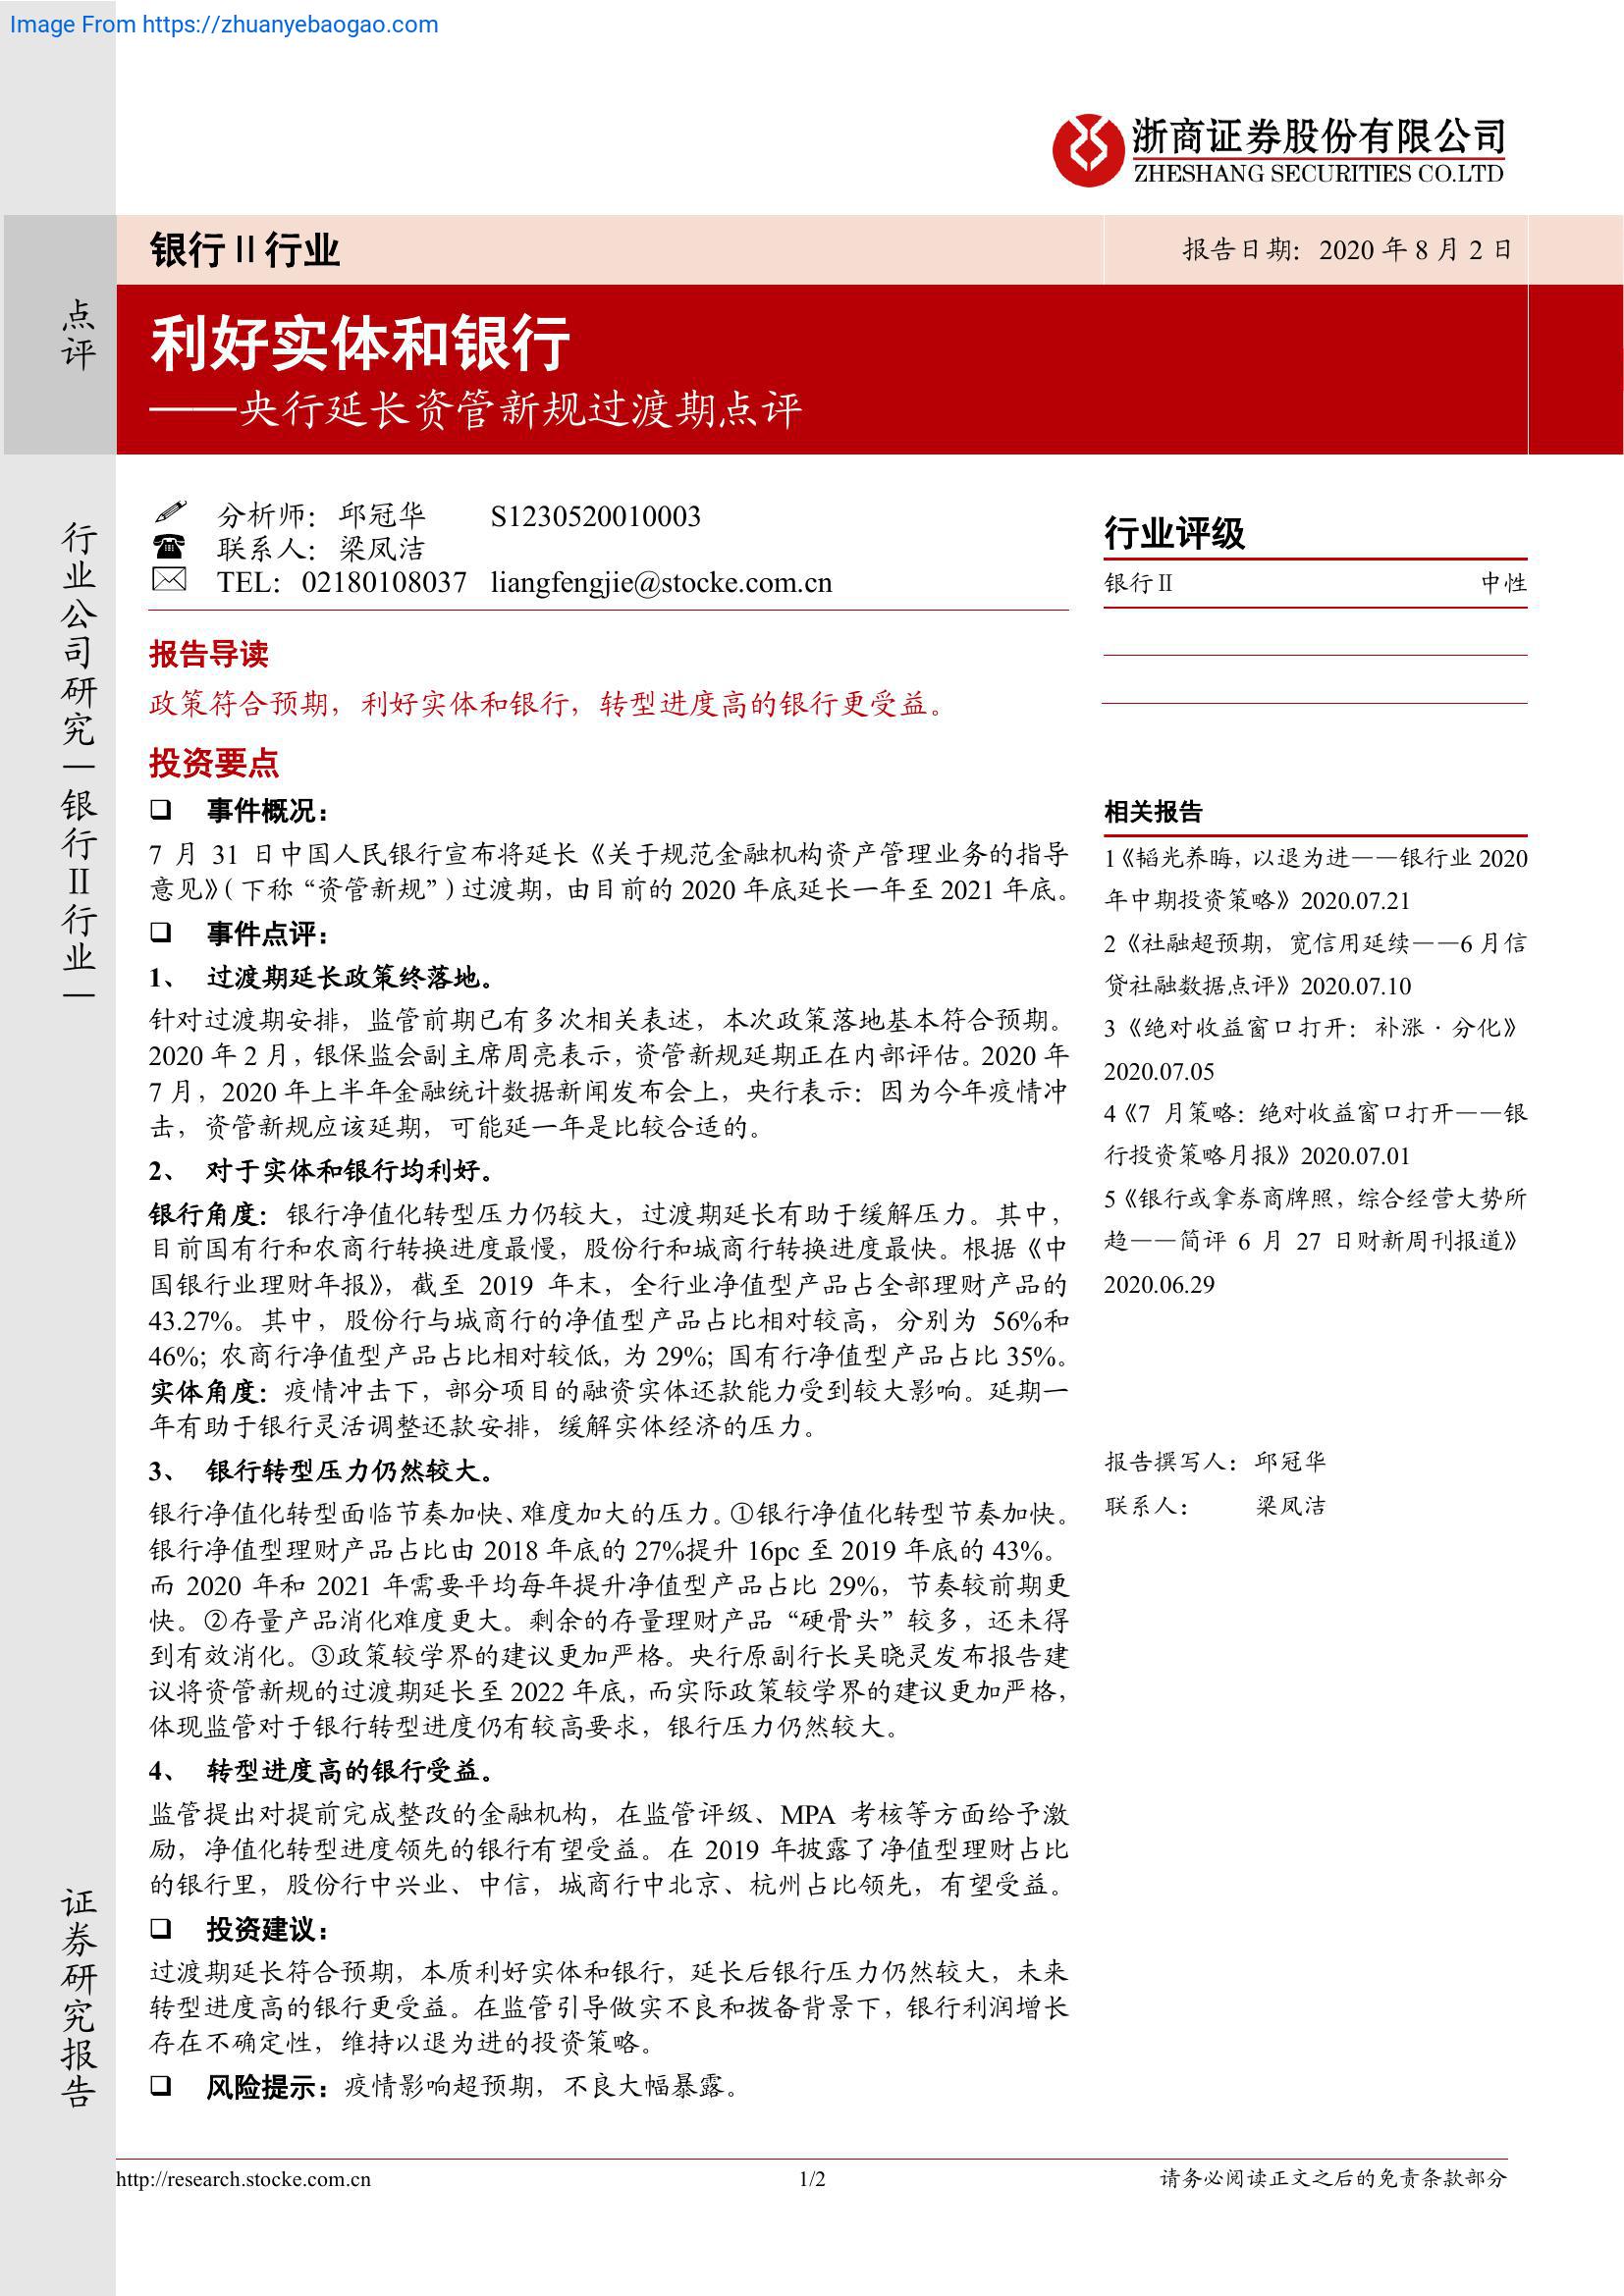 Image From https://zhuanyebaogao.com
浙商证券股份有限公司
ZHESHANG SECURITIES CO.LTD
银行Ⅱ行业
报告日期：2020 年 8 月 2 日
点评
利好实体和银行
——央行延长资管新规过渡期点评
行业公司研究—银行Ⅱ行业—
证券研究报告
分析师：邱冠华 S1230520010003
联系人：梁凤洁
TEL：02180108037 liangfengjie@stocke.com.cn
报告导读
政策符合预期，利好实体和银行，转型进度高的银行更受益。
投资要点
❑ 事件概况：
7 月 31 日中国人民银行宣布将延长《关于规范金融机构资产管理业务的指导
意见》（下称“资管新规”）过渡期，由目前的 2020 年底延长一年至 2021 年底。
❑ 事件点评：
1、 过渡期延长政策终落地。
针对过渡期安排，监管前期已有多次相关表述，本次政策落地基本符合预期。
2020 年 2 月，银保监会副主席周亮表示，资管新规延期正在内部评估。2020 年
7 月，2020 年上半年金融统计数据新闻发布会上，央行表示：因为今年疫情冲
击，资管新规应该延期，可能延一年是比较合适的。
2、 对于实体和银行均利好。
银行角度：银行净值化转型压力仍较大，过渡期延长有助于缓解压力。其中，
目前国有行和农商行转换进度最慢，股份行和城商行转换进度最快。根据《中
国银行业理财年报》，截至 2019 年末，全行业净值型产品占全部理财产品的
43.27%。其中，股份行与城商行的净值型产品占比相对较高，分别为 56%和
46%；农商行净值型产品占比相对较低，为 29%；国有行净值型产品占比 35%。
实体角度：疫情冲击下，部分项目的融资实体还款能力受到较大影响。延期一
年有助于银行灵活调整还款安排，缓解实体经济的压力。
3、 银行转型压力仍然较大。
银行净值化转型面临节奏加快、难度加大的压力。①银行净值化转型节奏加快。
银行净值型理财产品占比由 2018 年底的 27%提升 16pc 至 2019 年底的 43%。
而 2020 年和 2021 年需要平均每年提升净值型产品占比 29%，节奏较前期更
快。②存量产品消化难度更大。剩余的存量理财产品“硬骨头”较多，还未得
到有效消化。③政策较学界的建议更加严格。央行原副行长吴晓灵发布报告建
议将资管新规的过渡期延长至 2022 年底，而实际政策较学界的建议更加严格，
体现监管对于银行转型进度仍有较高要求，银行压力仍然较大。
4、 转型进度高的银行受益。
监管提出对提前完成整改的金融机构，在监管评级、MPA 考核等方面给予激
励，净值化转型进度领先的银行有望受益。在 2019 年披露了净值型理财占比
的银行里，股份行中兴业、中信，城商行中北京、杭州占比领先，有望受益。
❑ 投资建议：
过渡期延长符合预期，本质利好实体和银行，延长后银行压力仍然较大，未来
转型进度高的银行更受益。在监管引导做实不良和拨备背景下，银行利润增长
存在不确定性，维持以退为进的投资策略。
❑ 风险提示：疫情影响超预期，不良大幅暴露。
行业评级
银行Ⅱ 中性
相关报告
1《韬光养晦，以退为进——银行业 2020
年中期投资策略》2020.07.21
2《社融超预期，宽信用延续——6 月信
贷社融数据点评》2020.07.10
3《绝对收益窗口打开：补涨·分化》
2020.07.05
4《7 月策略：绝对收益窗口打开——银
行投资策略月报》2020.07.01
5《银行或拿券商牌照，综合经营大势所
趋——简评 6 月 27 日财新周刊报道》
2020.06.29
报告撰写人：邱冠华
联系人： 梁凤洁
http://research.stocke.com.cn
1/2
请务必阅读正文之后的免责条款部分